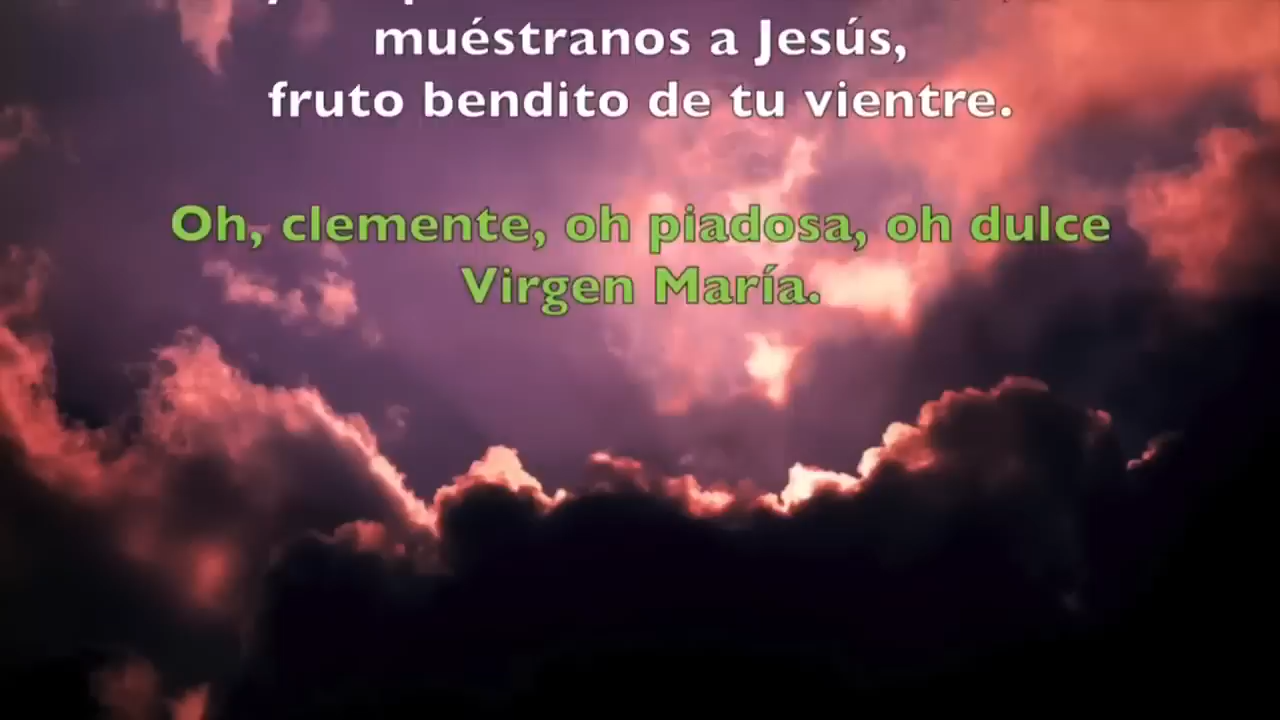 muéstranos a Jesús,
fruto bendito de tu vientre.
Oh, clemente, oh piadosa, oh dulce
Virgen María.